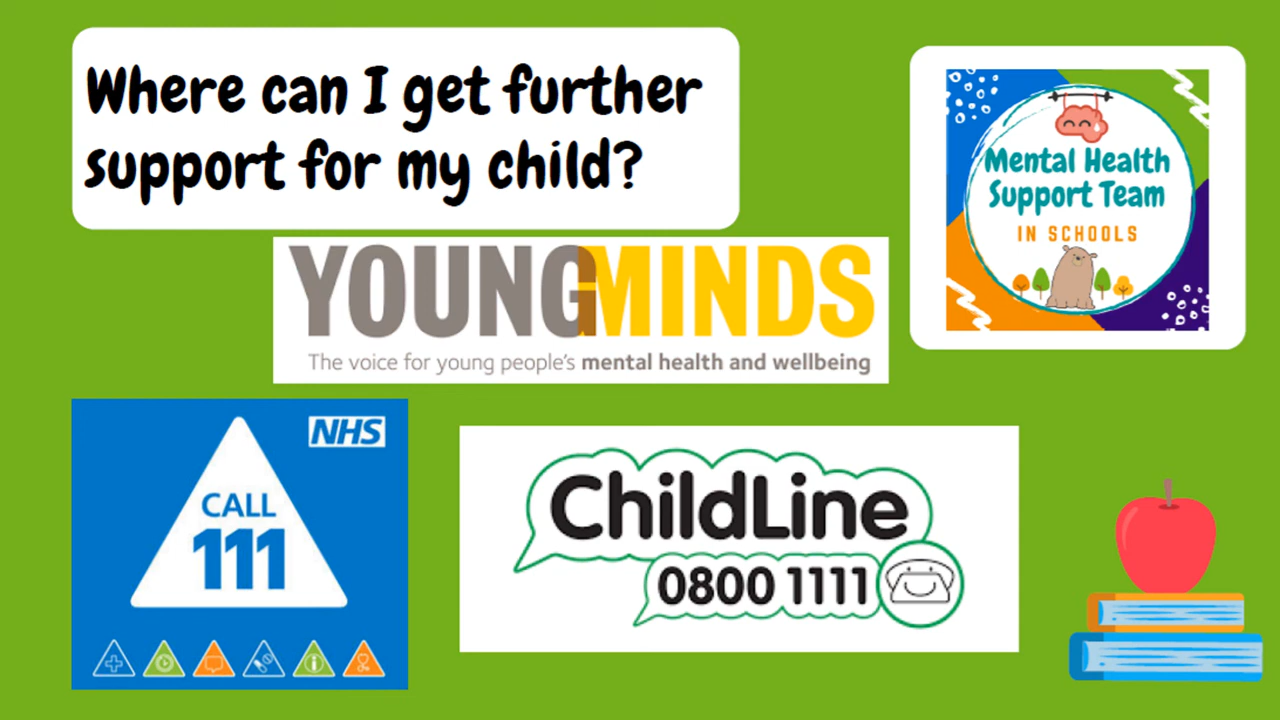 Where can I get further
support for my child?
Mental Health
Support Team
IN SCHOOLS
YOUNGMINDS
The voice for young people's mental health and wellbeing
NHS
CALL
111
ChildLine
0800 1111